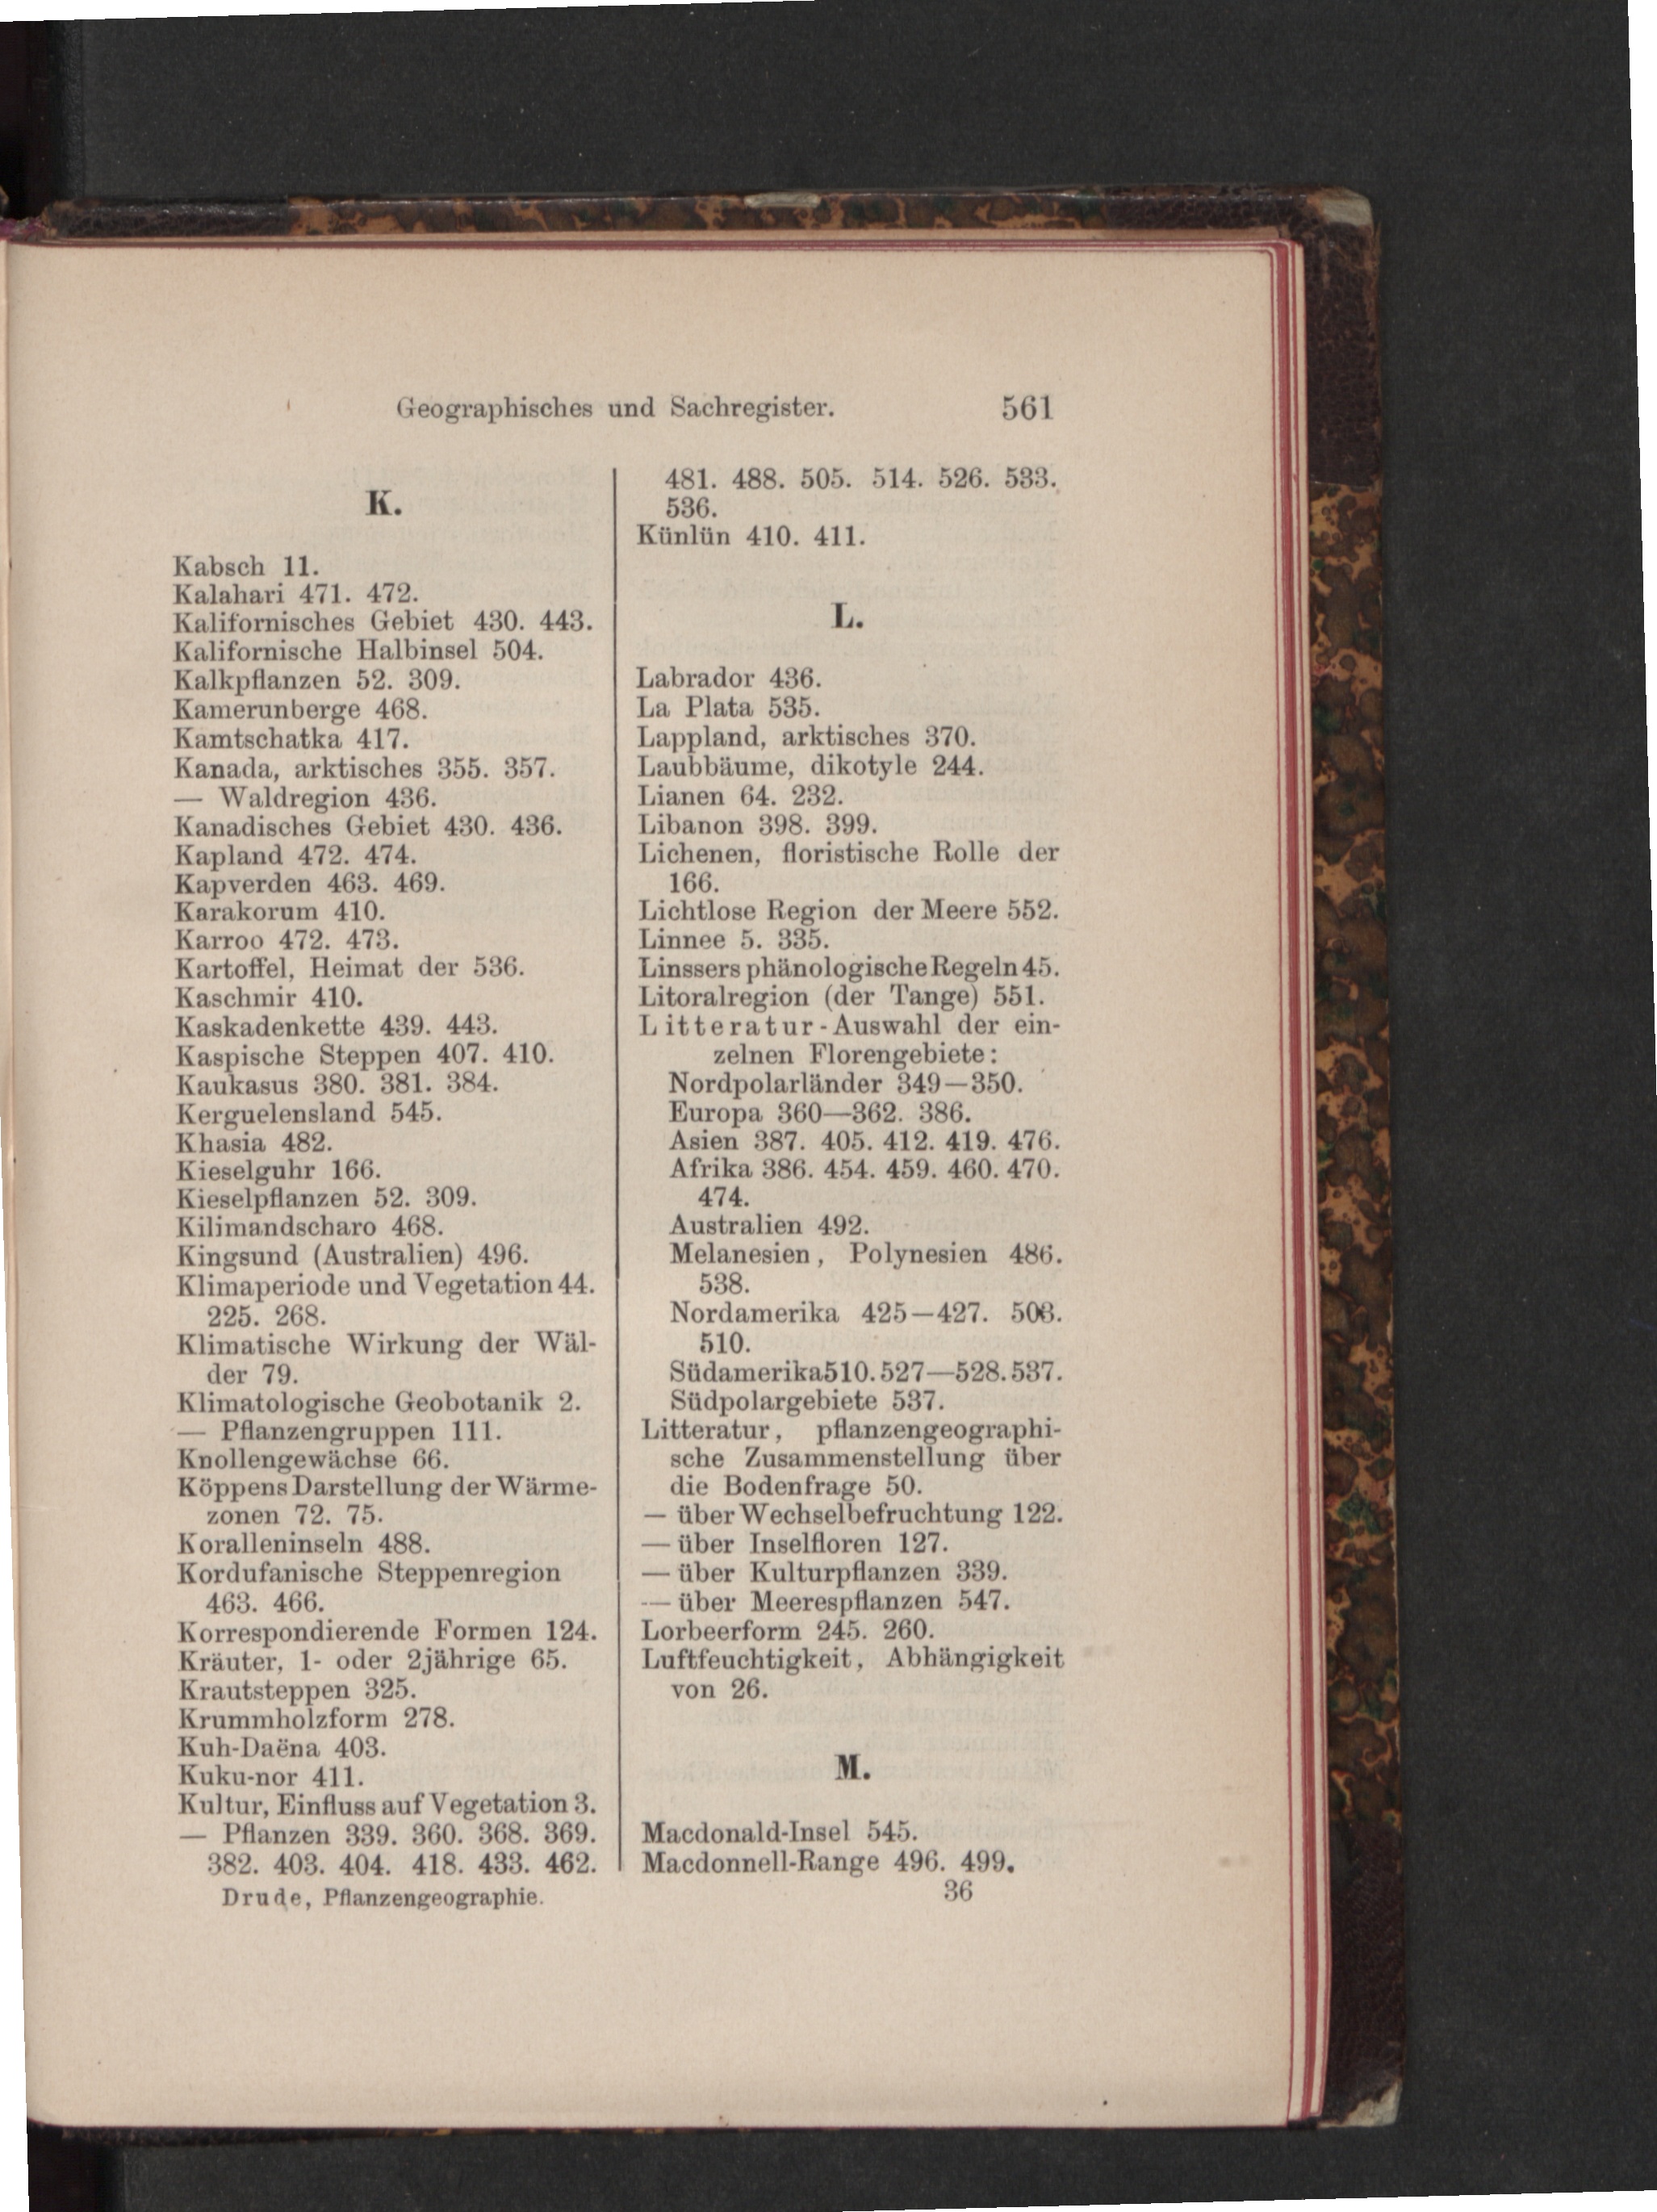 Geographisches und Sachregister. 561
K.
Kabsch 11.
Kalahari 471. 472.
Kalifornisches Gebiet 430. 443.
Kalifornische Halbinsel 504.
Kalkpflanzen 52. 309.
Kamerunberge 468.
Kamtschatka 417.
Kanada, arktisches 355. 357.
— Waldregion 436.
Kanadisches Gebiet 430. 436.
Kapland 472. 474.
Kapverden 463. 469.
Karakorum 410.
Karroo 472. 473.
Kartoffel, Heimat der 536.
Kaschmir 410.
Kaskadenkette 439. 443.
Kaspische Steppen 407. 410.
Kaukasus 380. 381. 384.
Kerguelensland 545.
Khasia 482.
Kieselguhr 166.
Kieselpflanzen 52. 309.
Kilimandscharo 468.
Kingsund (Australien) 496.
Klimaperiode und Vegetation 44.
225. 268.
Klimatische Wirkung der Wäl-
der 79.
Klimatologische Geobotanik 2.
— Pflanzengruppen 111.
Knollengewächse 66.
Köppens Darstellung der Wärme-
zonen 72. 75.
Koralleninseln 488.
Kordufanische Steppenregion
463. 466.
Korrespondierende Formen 124.
Kräuter, 1- oder 2jährige 65.
Krautsteppen 325.
Krummholzform 278.
Kuh-Daëna 403.
Kuku-nor 411.
Kultur, Einfluss auf Vegetation 3.
— Pflanzen 339. 360. 368. 369.
382. 403. 404. 418. 433. 462.
Drude, Pflanzengeographie.
481. 488. 505. 514. 526. 533.
536.
Künlün 410. 411.
L.
Labrador 436.
La Plata 535.
Lappland, arktisches 370.
Laubbäume, dikotyle 244.
Lianen 64. 232.
Libanon 398. 399.
Lichenen, floristische Rolle der
166.
Lichtlose Region der Meere 552.
Linnee 5. 335.
Linssers phänologische Regeln 45.
Litoralregion (der Tange) 551.
Litteratur-Auswahl der ein-
zelnen Florengebiete:
Nordpolarländer 349—350.
Europa 360—362. 386.
Asien 387. 405. 412. 419. 476.
Afrika 386. 454. 459. 460. 470.
474.
Australien 492.
Melanesien, Polynesien 486.
538.
Nordamerika 425—427. 503.
510.
Südamerika 510. 527—528. 537.
Südpolargebiete 537.
Litteratur, pflanzengeographi-
sche Zusammenstellung über
die Bodenfrage 50.
— über Wechselbefruchtung 122.
— über Inselfloren 127.
— über Kulturpflanzen 339.
— über Meerespflanzen 547.
Lorbeerform 245. 260.
Luftfeuchtigkeit, Abhängigkeit
von 26.
M.
Macdonald-Insel 545.
Macdonnell-Range 496. 499.
36